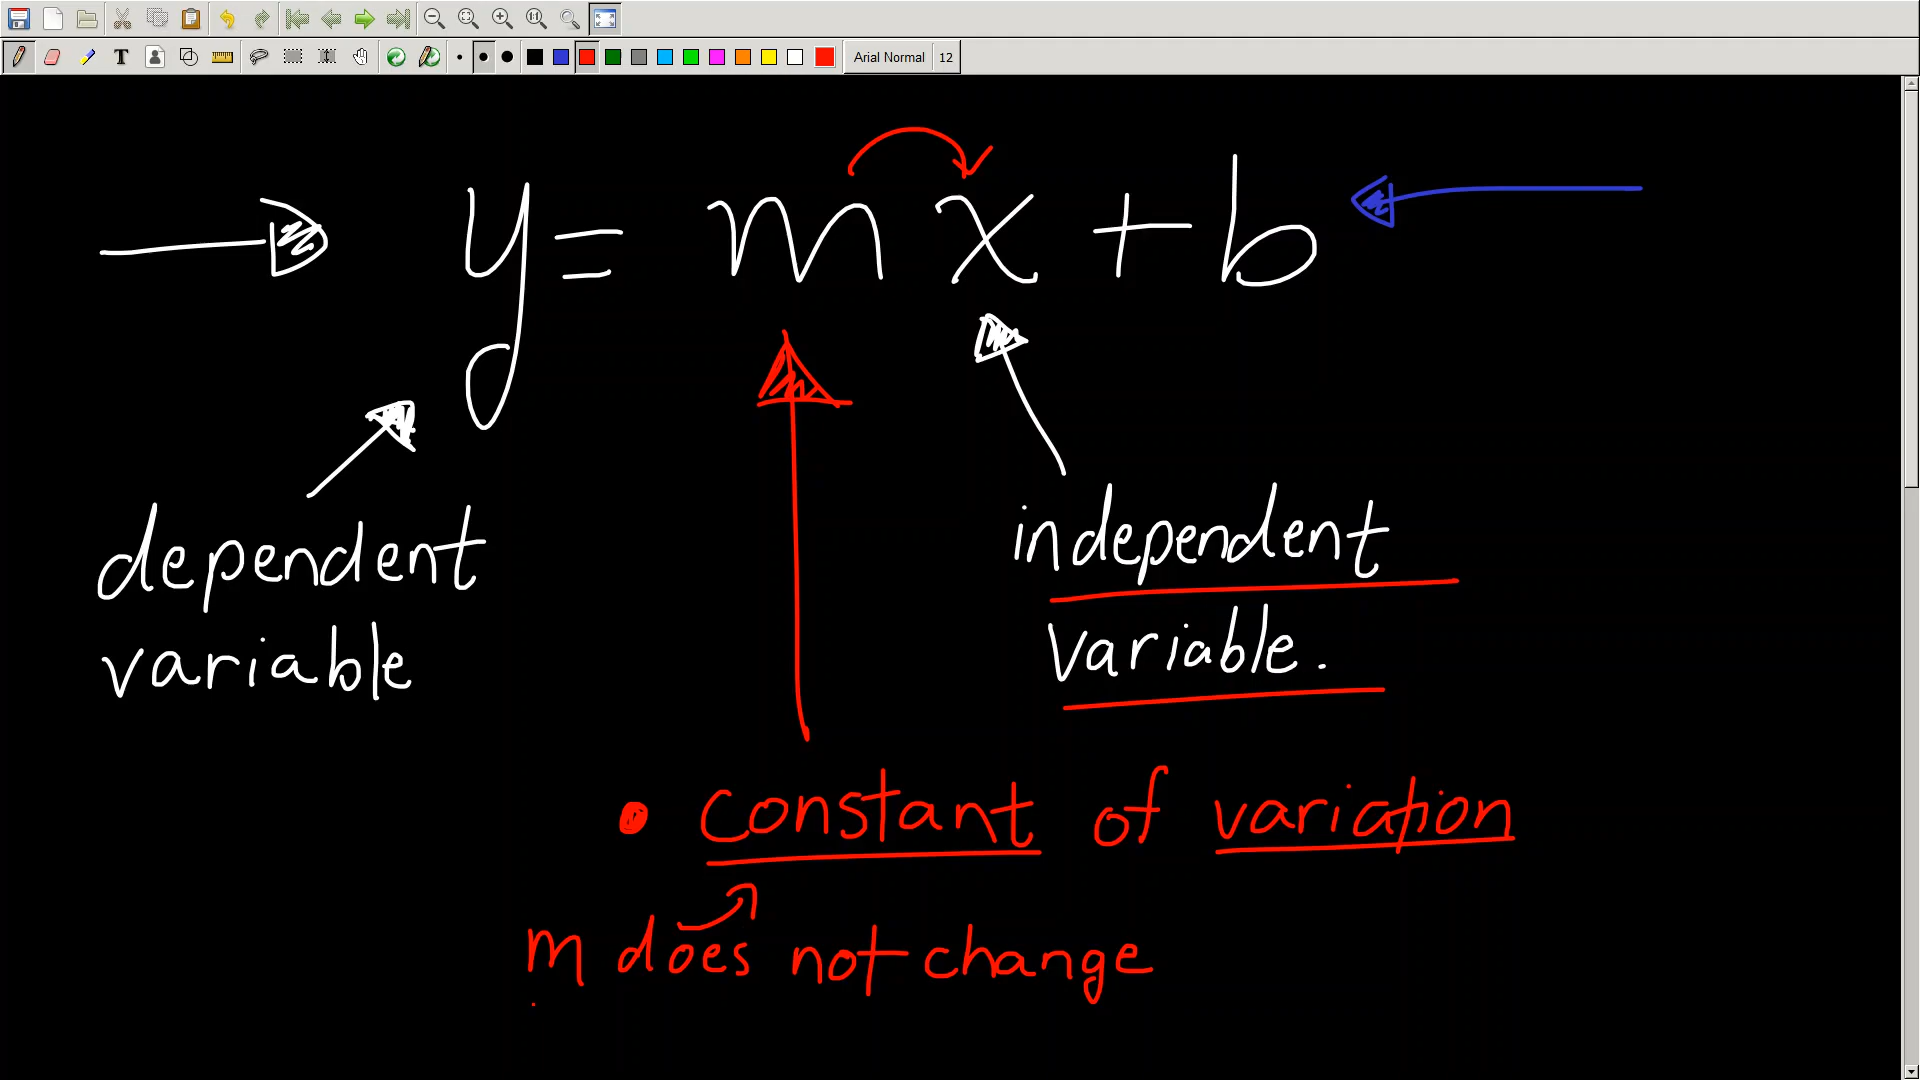 Arial Normal 12
y = mx + b
dependent
variable
independent
variable.
• constant of variation
m does not change